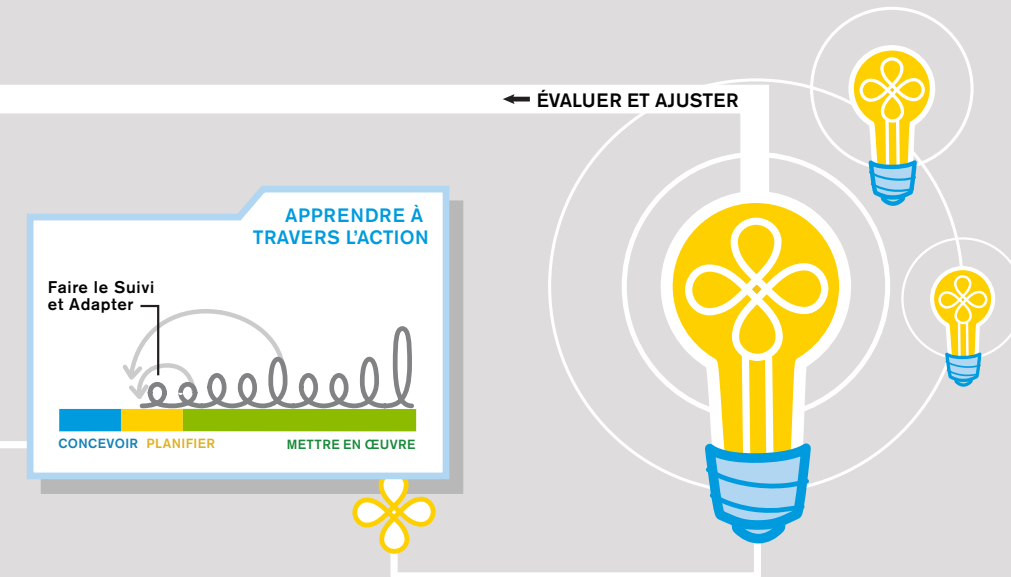 ← ÉVALUER ET AJUSTER
APPRENDRE À
TRAVERS L'ACTION
Faire le Suivi
et Adapter
CONCEVOIR PLANIFIER METTRE EN ŒUVRE